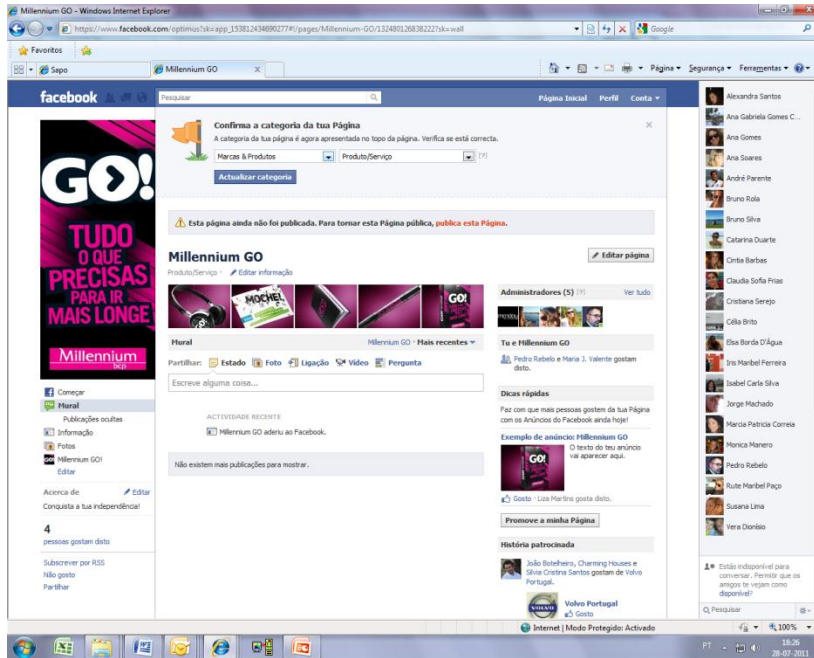 Millennium GO - Windows Internet Explorer
http://www.facebook.com/optimus?sk=app_153812434690277#!/pages/Millennium-GO/132480126838222?sk=wall
Google
Favoritos
Sapo
Millennium GO
Página
Segurança
Ferramentas
facebook
Pesquisar
Página Inicial
Perfil
Conta
GO!
TUDO
O QUE
PRECISAS
PARA IR
MAIS LONGE
Millennium
bcp
Começar
Mural
Publicações ocultas
Informação
Fotos
Millennium GO!
Editar
Acerca de
Editar
Conquista a tua independência!
4
pessoas gostam disto
Subscrever por RSS
Não gosto
Partilhar
Confirma a categoria da tua Página
A categoria da tua página é agora apresentada no topo da página. Verifica se está correcta.
Marcas & Produtos
Produto/Serviço
[?]
Actualizar categoria
Esta página ainda não foi publicada. Para tornar esta Página pública, publica esta Página.
Millennium GO
Produto/Serviço · Editar informação
MOCHE!
GO!
Mural
Millennium GO · Mais recentes
Partilhar: Estado Foto Ligação Vídeo Pergunta
Escreve alguma coisa...
ACTIVIDADE RECENTE
Millennium GO aderiu ao Facebook.
Não existem mais publicações para mostrar.
Editar página
Administradores (5) [?]
Ver tudo
Tu e Millennium GO
Pedro Rebelo e Maria J. Valente gostam
disto.
Dicas rápidas
Faz com que mais pessoas gostem da tua Página
com os Anúncios do Facebook ainda hoje!
Exemplo de anúncio: Millennium GO
GO!
O texto do teu anúncio
vai aparecer aqui.
Gosto · Liza Martins gosta disto.
Promove a minha Página
História patrocinada
João Botelheiro, Charming Houses e
Silvia Cristina Santos gostam de Volvo
Portugal.
VOLVO
Volvo Portugal
Gosto
Alexandra Santos
Ana Gabriela Gomes C...
Ana Gomes
Ana Soares
André Parente
Bruno Rola
Bruno Silva
Catarina Duarte
Cintia Barbas
Claudia Sofia Frias
Cristiana Serejo
Célia Brito
Elsa Borda D'Água
Iris Maribel Ferreira
Isabel Carla Silva
Jorge Machado
Marcia Patricia Correia
Monica Manero
Pedro Rebelo
Rute Maribel Paço
Susana Lima
Vera Dionísio
Estás indisponível para
conversar. Permitir que os
amigos te vejam como
disponível?
Pesquisar
Internet | Modo Protegido: Activado
100%
PT
18:26
28-07-2011